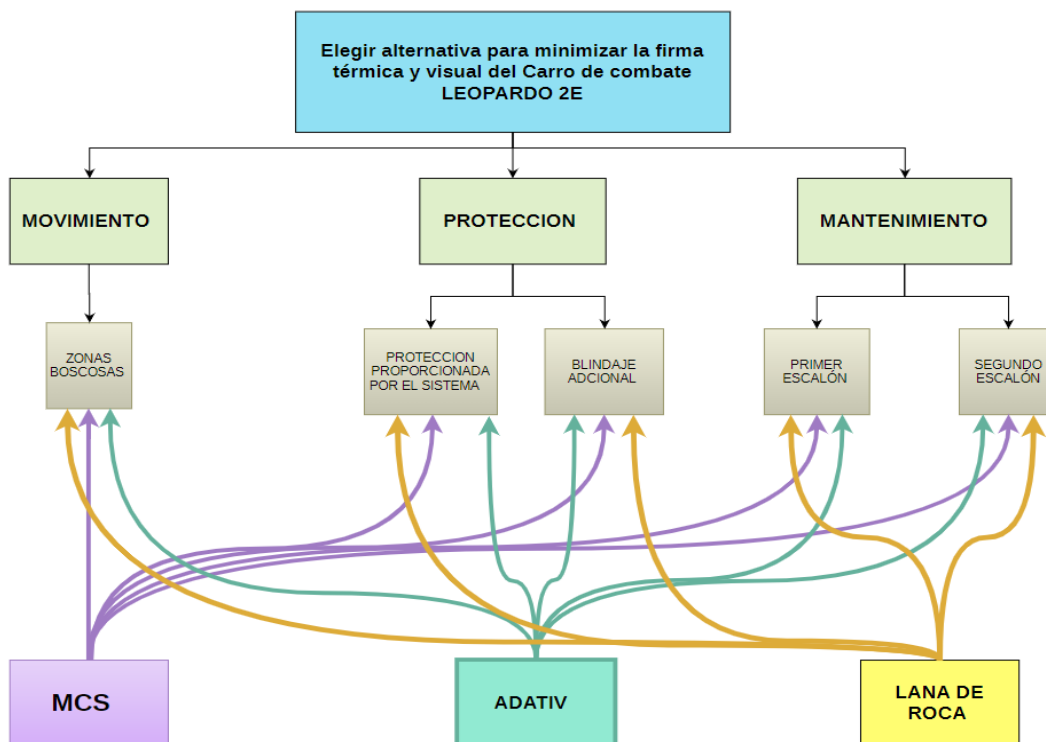 Elegir alternativa para minimizar la firma
térmica y visual del Carro de combate
LEOPARDO 2E
MOVIMIENTO
PROTECCION
MANTENIMIENTO
ZONAS
BOSCOSAS
PROTECCION
PROPORCIONADA
POR EL SISTEMA
BLINDAJE
ADCIONAL
PRIMER
ESCALÓN
SEGUNDO
ESCALÓN
MCS
ADATIV
LANA DE
ROCA